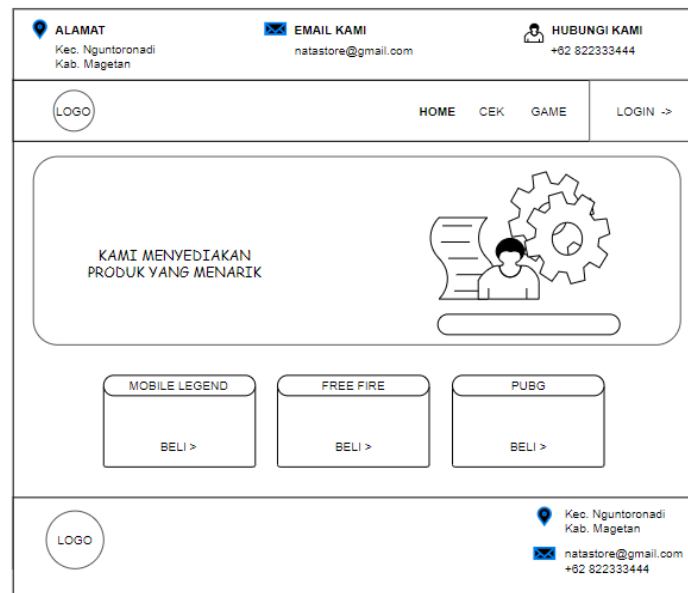 ALAMAT
Kec. Nguntoronadi
Kab. Magetan
EMAIL KAMI
natastore@gmail.com
HUBUNGI KAMI
+62 822333444
LOGO
HOME
CEK
GAME
LOGIN ->
KAMI MENYEDIAKAN
PRODUK YANG MENARIK
MOBILE LEGEND
FREE FIRE
PUBG
BELI >
BELI >
BELI >
LOGO
Kec. Nguntoronadi
Kab. Magetan
natastore@gmail.com
+62 822333444